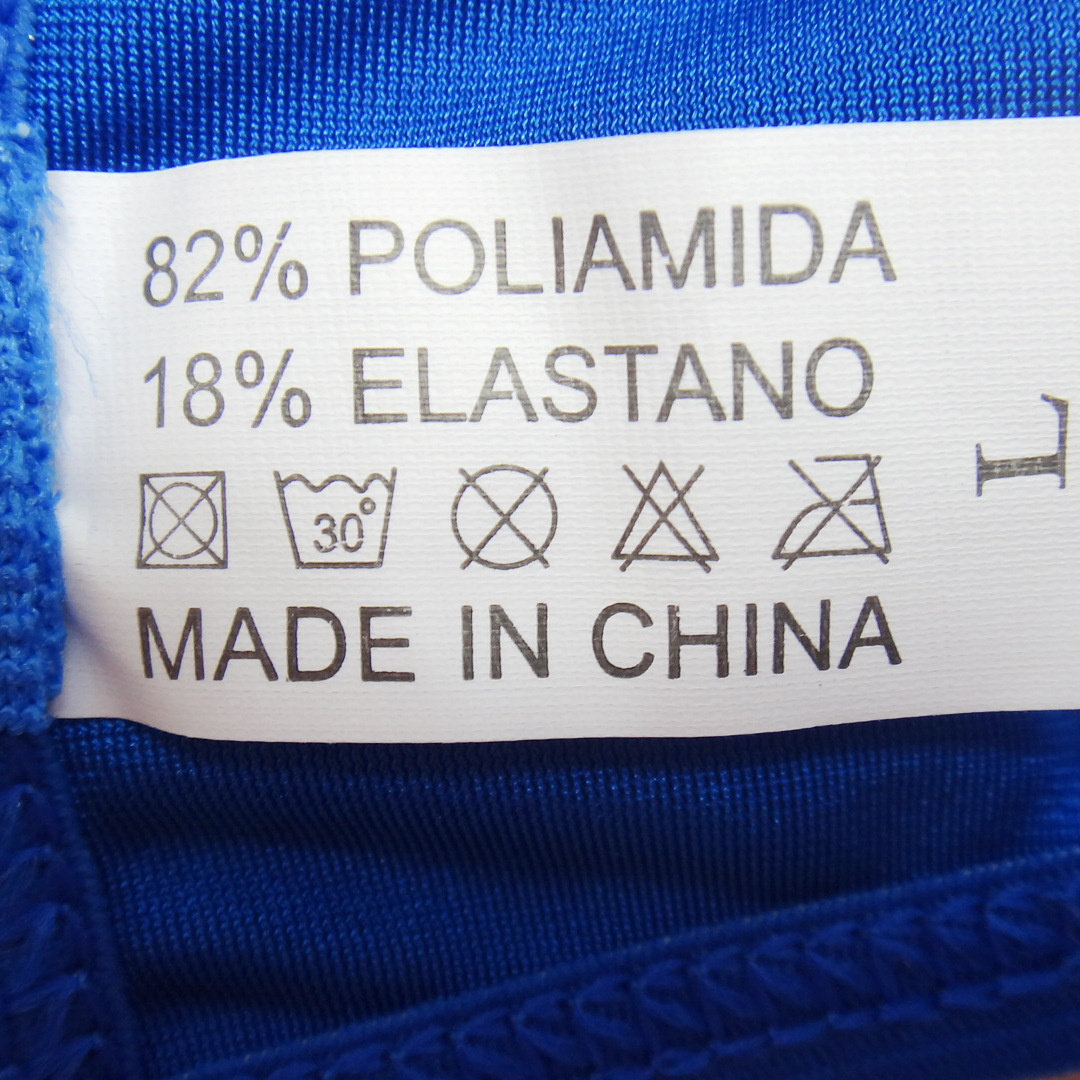 82% POLIAMIDA
18% ELASTANO
30°
MADE IN CHINA
L